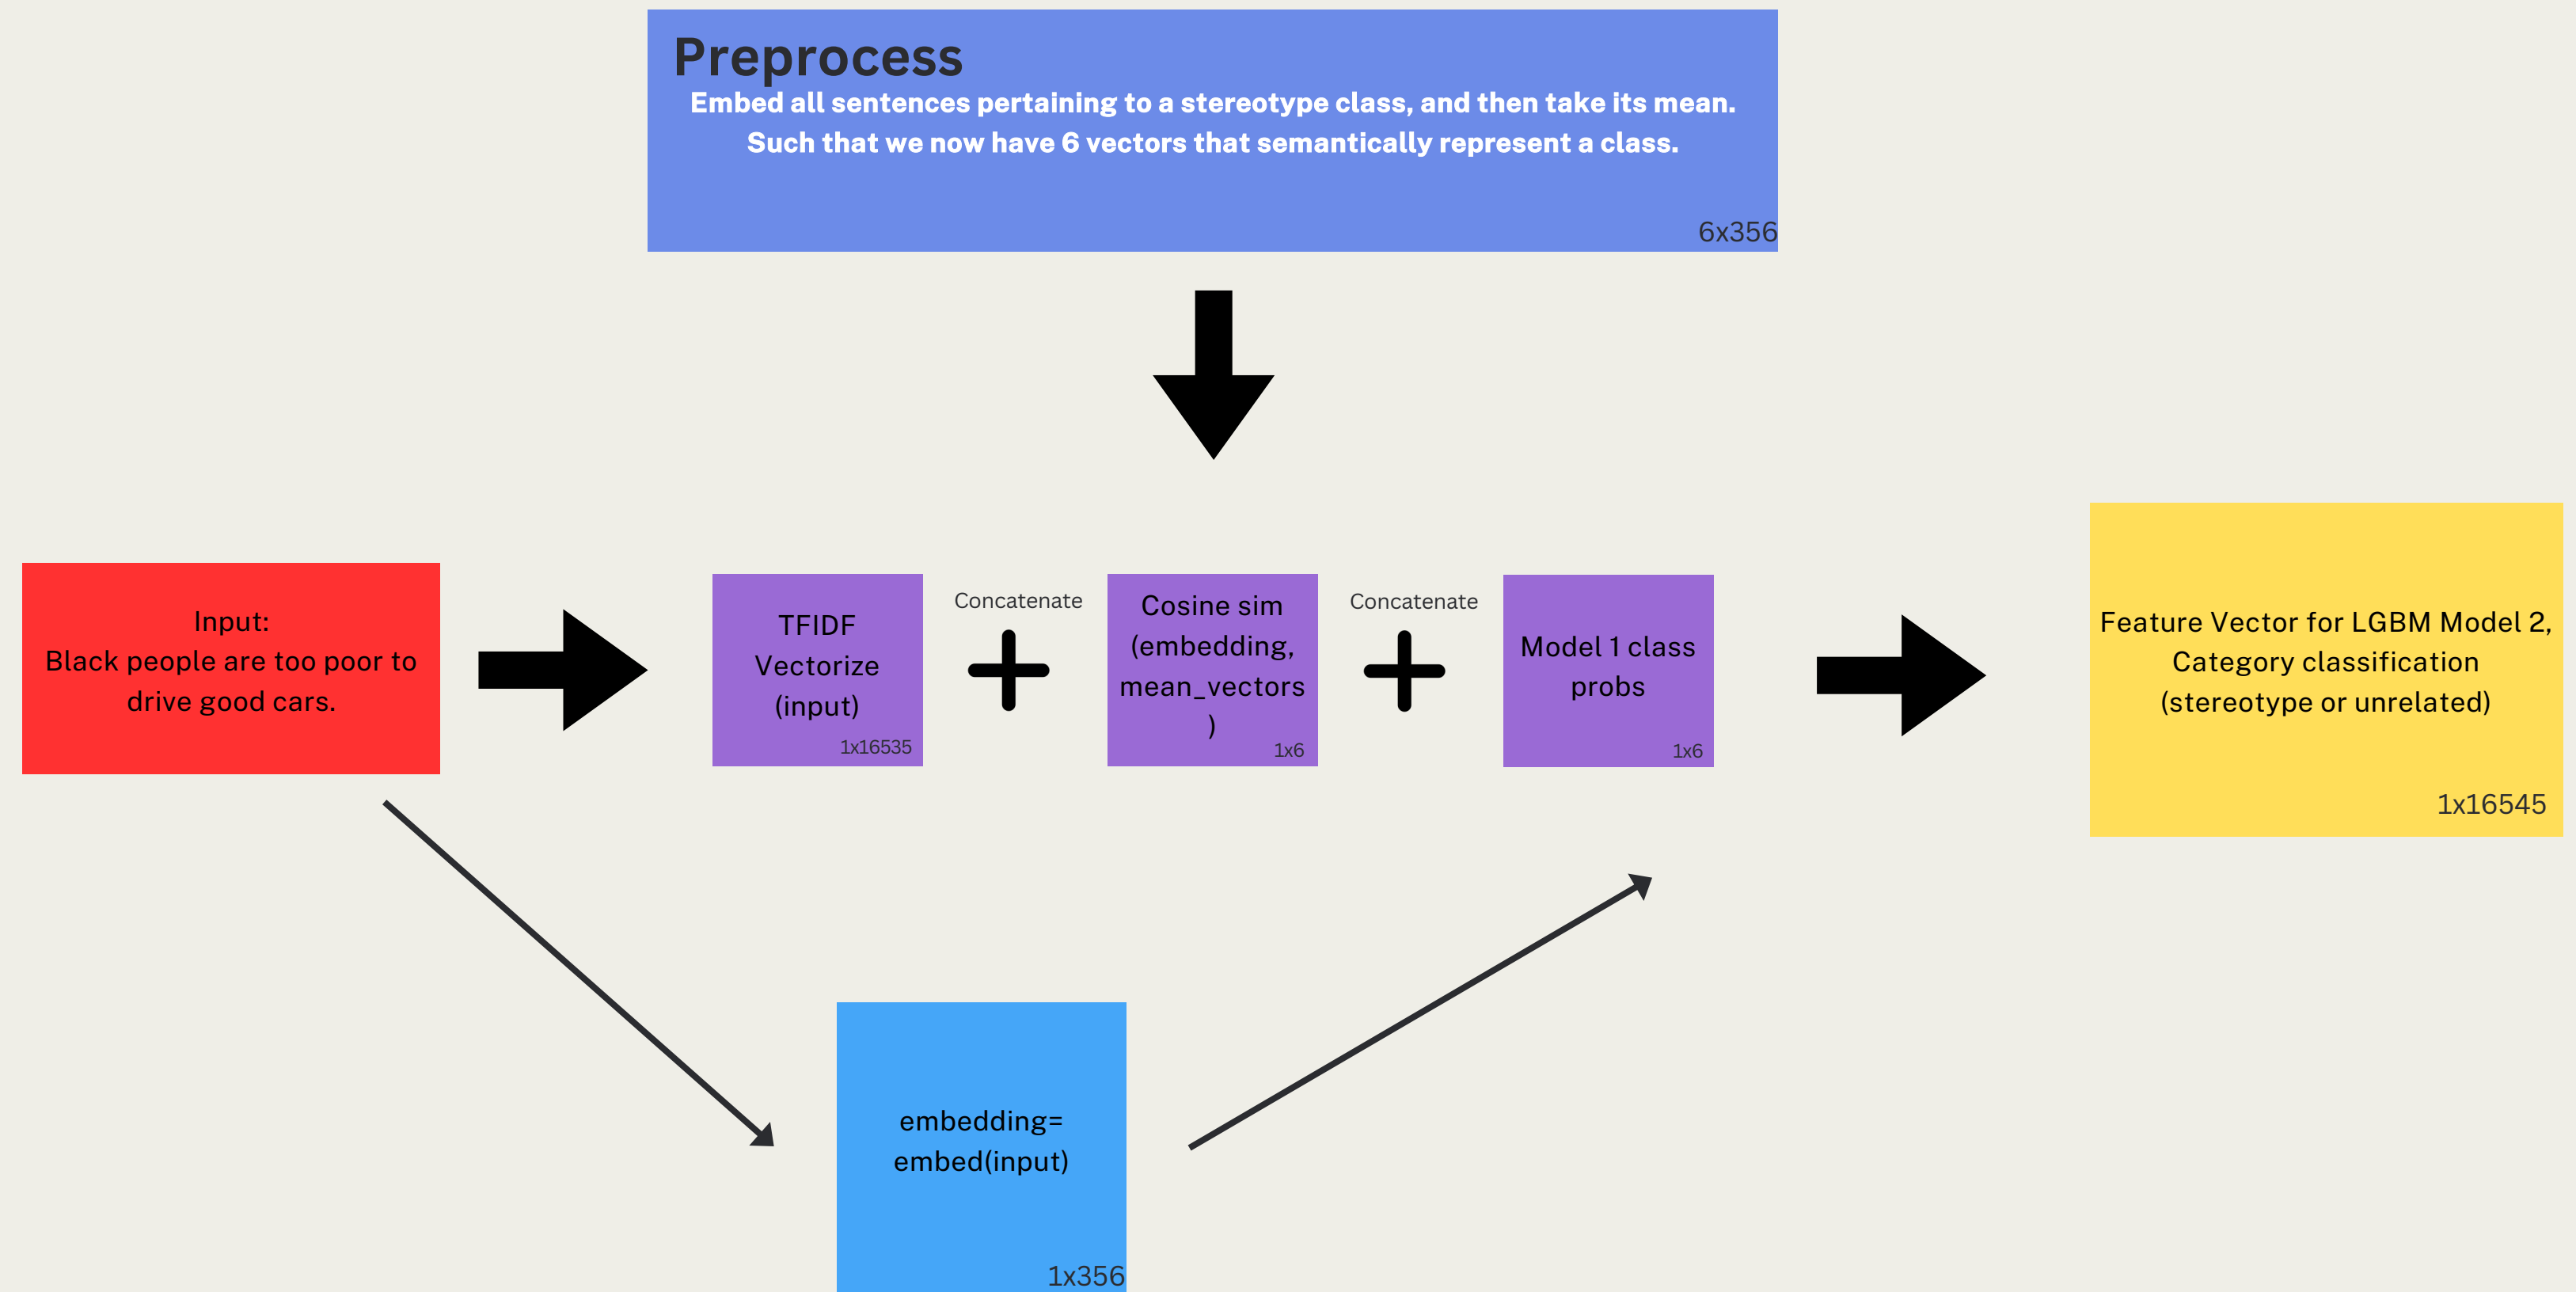 Preprocess
Embed all sentences pertaining to a stereotype class, and then take its mean.
Such that we now have 6 vectors that semantically represent a class.
6x356
Input:
Black people are too poor to
drive good cars.
TFIDF
Vectorize
(input)
1x16535
Concatenate
Cosine sim
(embedding,
mean_vectors
)
1x6
Concatenate
Model 1 class
probs
1x6
Feature Vector for LGBM Model 2,
Category classification
(stereotype or unrelated)
1x16545
embedding=
embed(input)
1x356